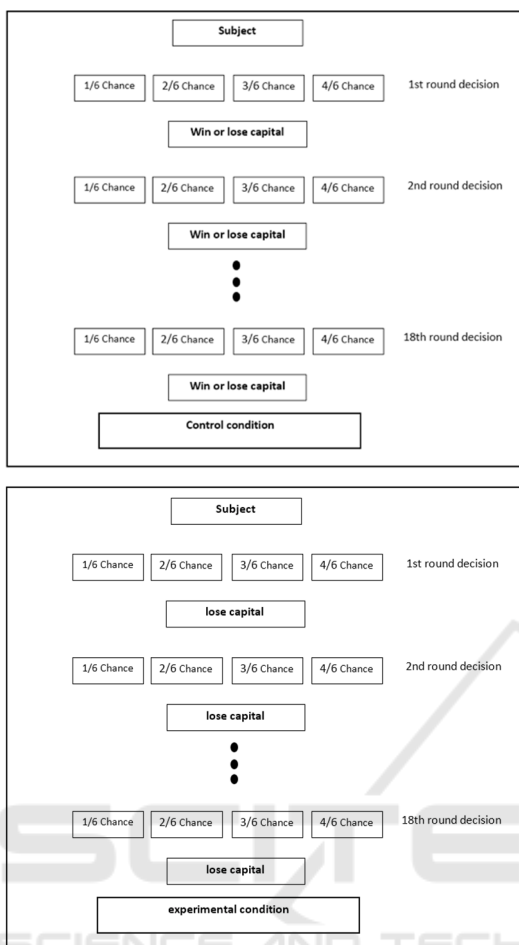 Subject
1/6 Chance 2/6 Chance 3/6 Chance 4/6 Chance 1st round decision
Win or lose capital
1/6 Chance 2/6 Chance 3/6 Chance 4/6 Chance 2nd round decision
Win or lose capital
1/6 Chance 2/6 Chance 3/6 Chance 4/6 Chance 18th round decision
Win or lose capital
Control condition
Subject
1/6 Chance 2/6 Chance 3/6 Chance 4/6 Chance 1st round decision
lose capital
1/6 Chance 2/6 Chance 3/6 Chance 4/6 Chance 2nd round decision
lose capital
1/6 Chance 2/6 Chance 3/6 Chance 4/6 Chance 18th round decision
lose capital
experimental condition
SCIENCE AND TECH